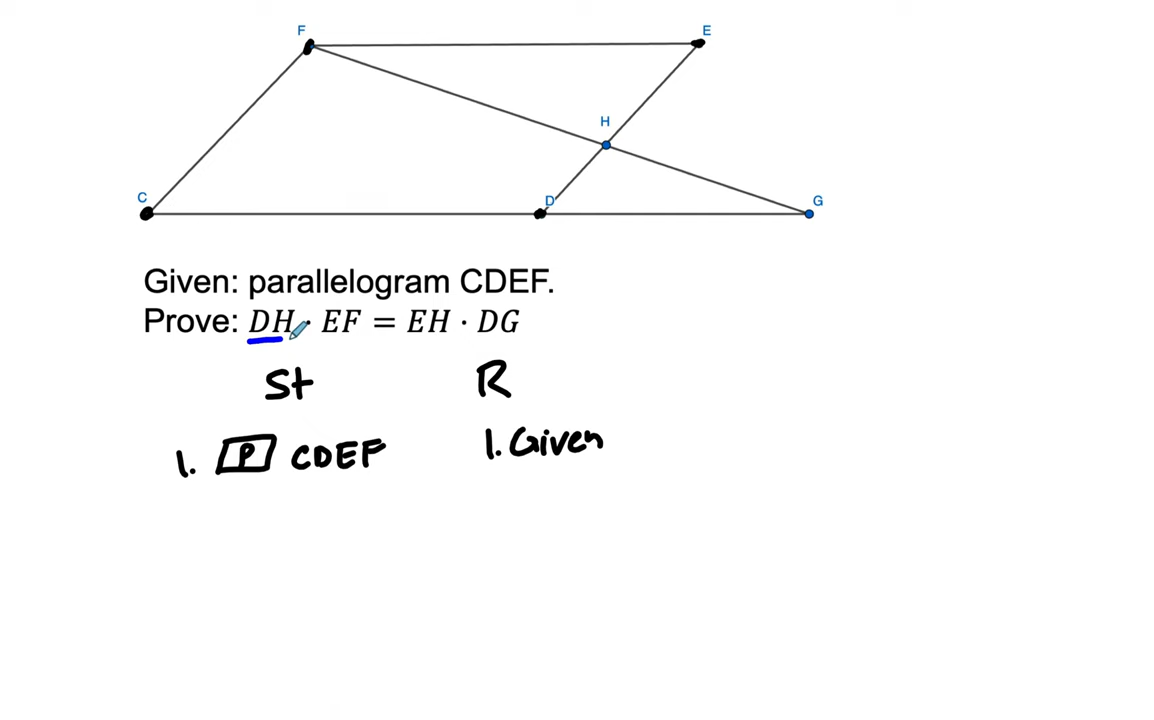 F E
H
C D G
Given: parallelogram CDEF.
Prove: DH · EF = EH · DG
St R
1. P CDEF 1. Given